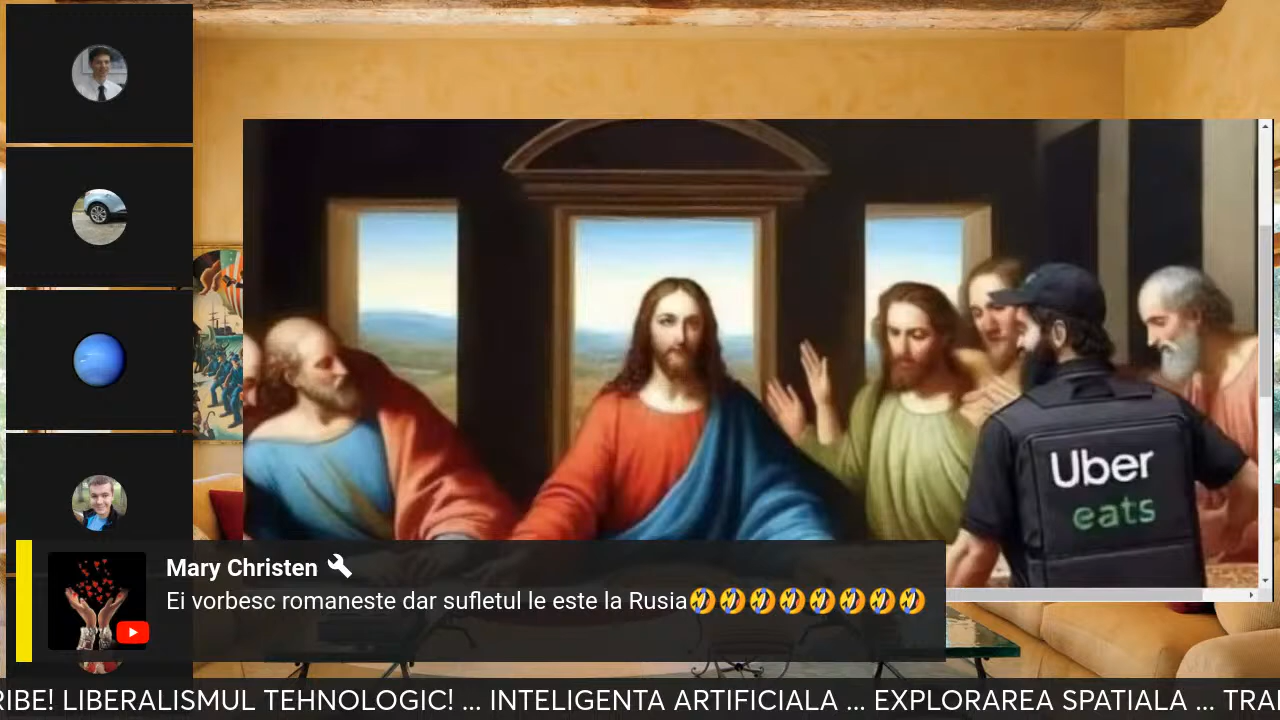 Uber
eats
Mary Christen
Ei vorbesc romaneste dar sufletul le este la Rusia🤣🤣🤣🤣🤣🤣🤣🤣
RIBE! LIBERALISMUL TEHNOLOGIC! ... INTELIGENTA ARTIFICIALA ... EXPLORAREA SPATIALA ... TRA